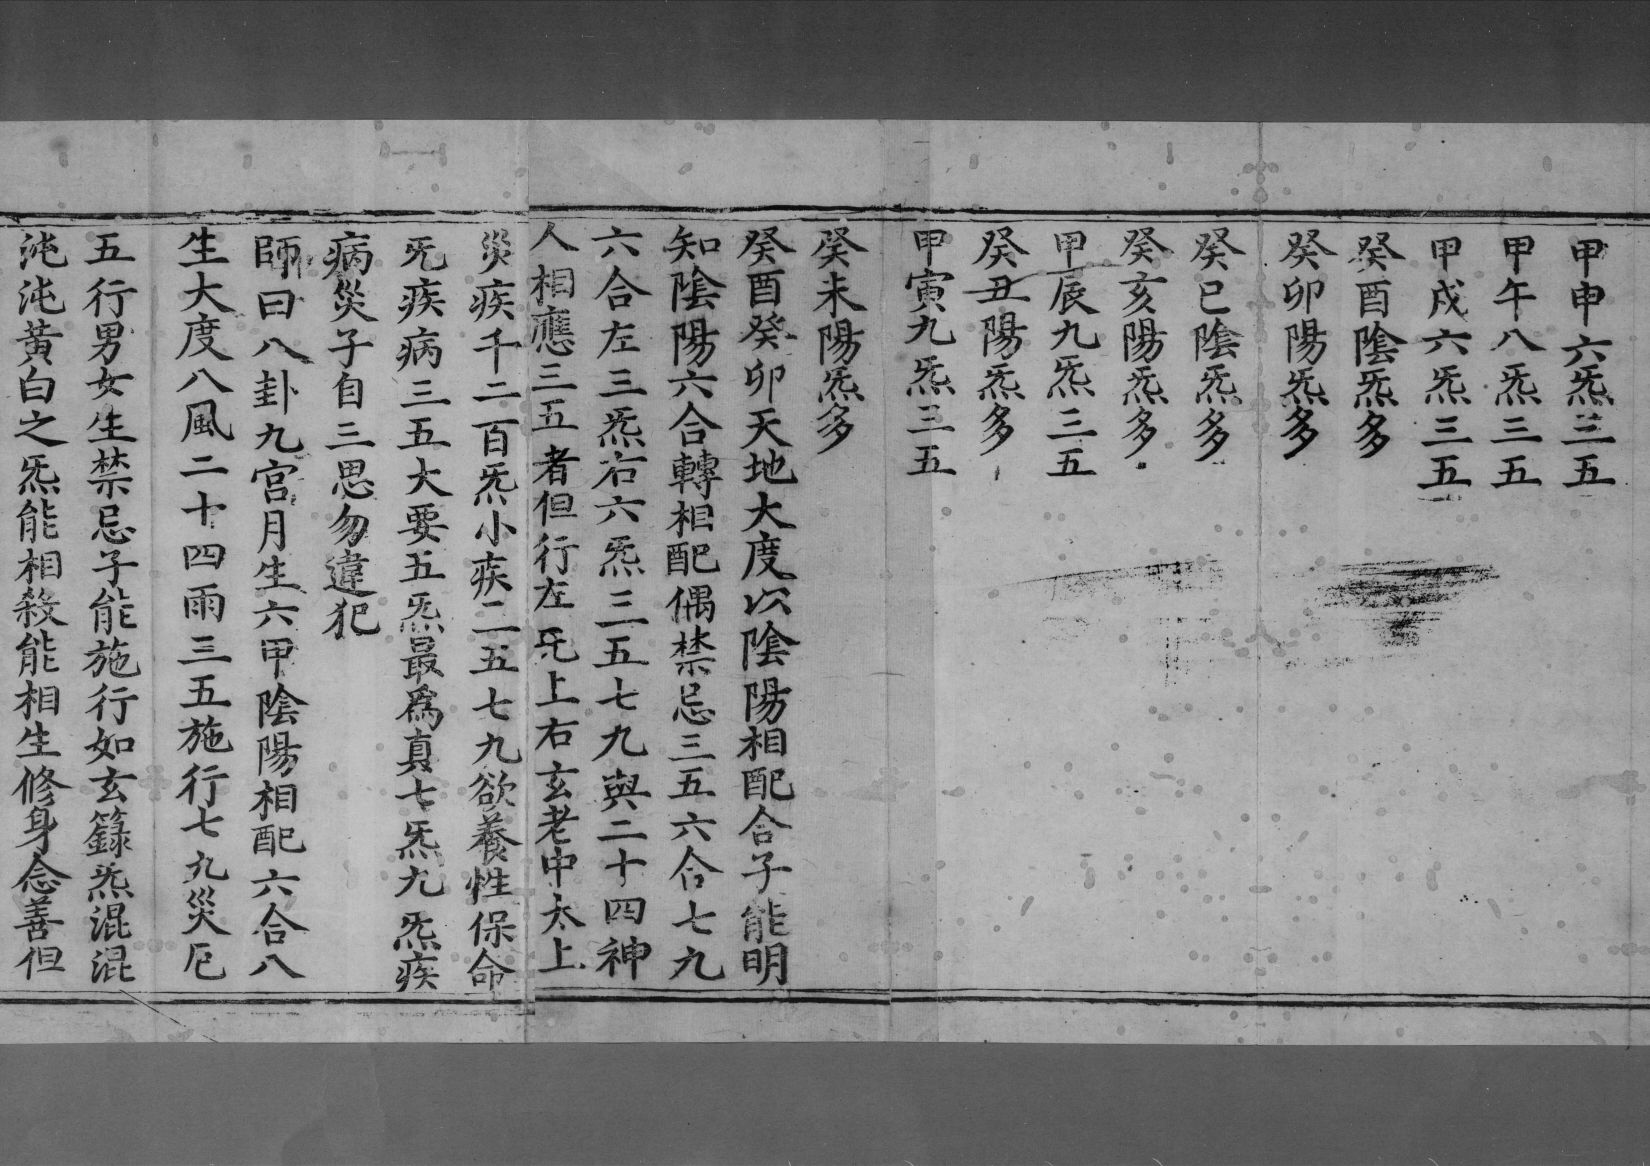 甲申六炁三五
甲午八炁三五
甲戌六炁三五
癸酉陰炁多
癸卯陽炁多
癸巳陰炁多
癸亥陽炁多
甲辰九炁三五
癸丑陽炁多
甲寅九炁三五
癸未陽炁多
癸酉癸卯天地大度以陰陽相配合子能明
知陰陽六合轉相配偶禁忌三五六合七九
六合左三炁右六炁三五七九與二十四神
人相應三五者但行左无上右玄老中太上
災疾千二百炁小疾二五七九欲養性保命
无疾病三五大要五炁最爲真七炁九炁疾
病災子自三思勿違犯
師曰八卦九宮月生六甲陰陽相配六合八
生大度八風二十四雨三五施行七九災厄
五行男女生禁忌子能施行如玄籙炁混混
沌沌黃白之炁能相殺能相生修身念善但